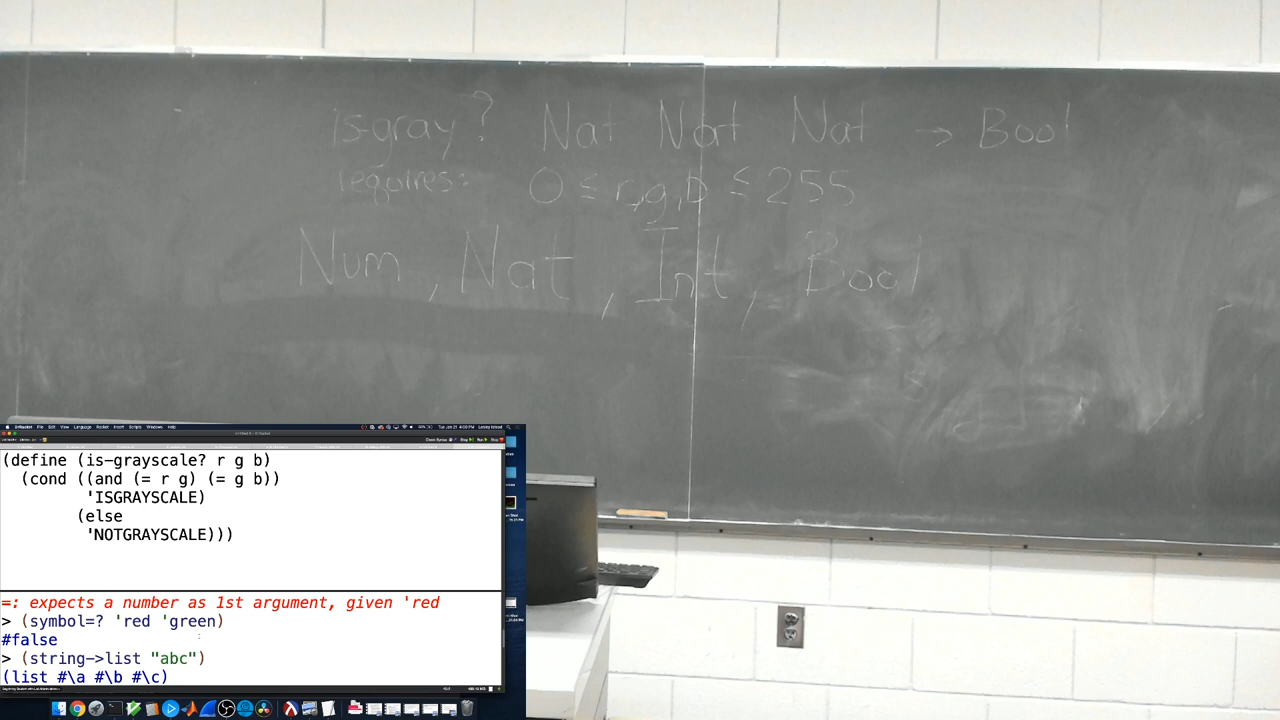 is-gray? Nat Nat Nat → Bool
requires: 0 ≤ r,g,b ≤ 255
Num, Nat, Int, Bool
(define (is-grayscale? r g b)
(cond ((and (= r g) (= g b))
'ISGRAYSCALE)
(else
'NOTGRAYSCALE)))
=: expects a number as 1st argument, given 'red
> (symbol=? 'red 'green)
#false
> (string->list "abc")
(list #\a #\b #\c)